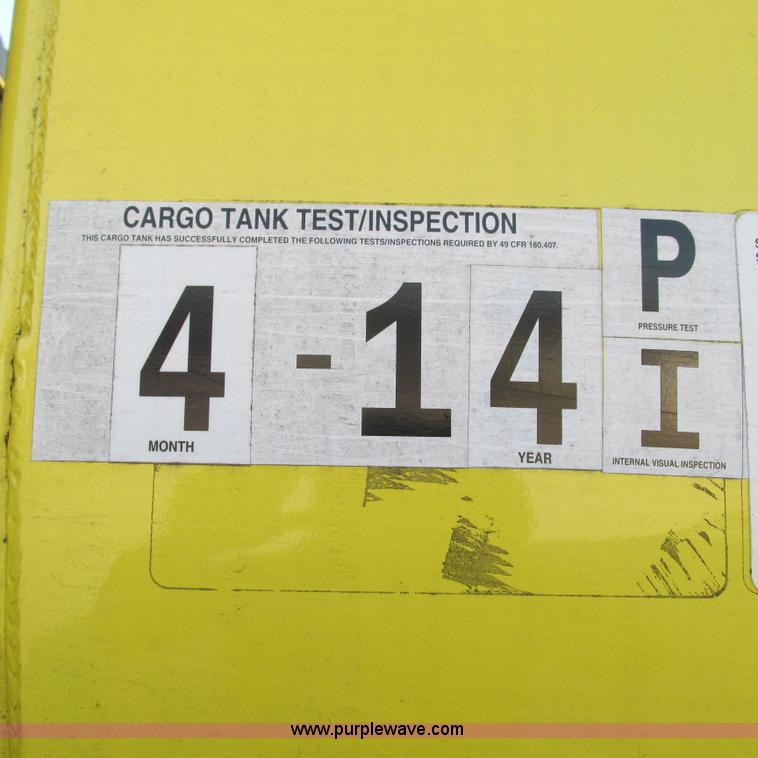 CARGO TANK TEST/INSPECTION
THIS CARGO TANK HAS SUCCESSFULLY COMPLETED THE FOLLOWING TESTS/INSPECTIONS REQUIRED BY 49 CFR 180.407.
4 - 14
MONTH YEAR
P
PRESSURE TEST
I
INTERNAL VISUAL INSPECTION
www.purplewave.com